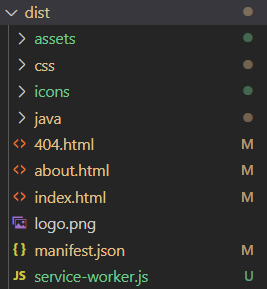 dist
assets
css
icons
java
<> 404.html M
<> about.html M
<> index.html M
logo.png
{} manifest.json M
JS service-worker.js U